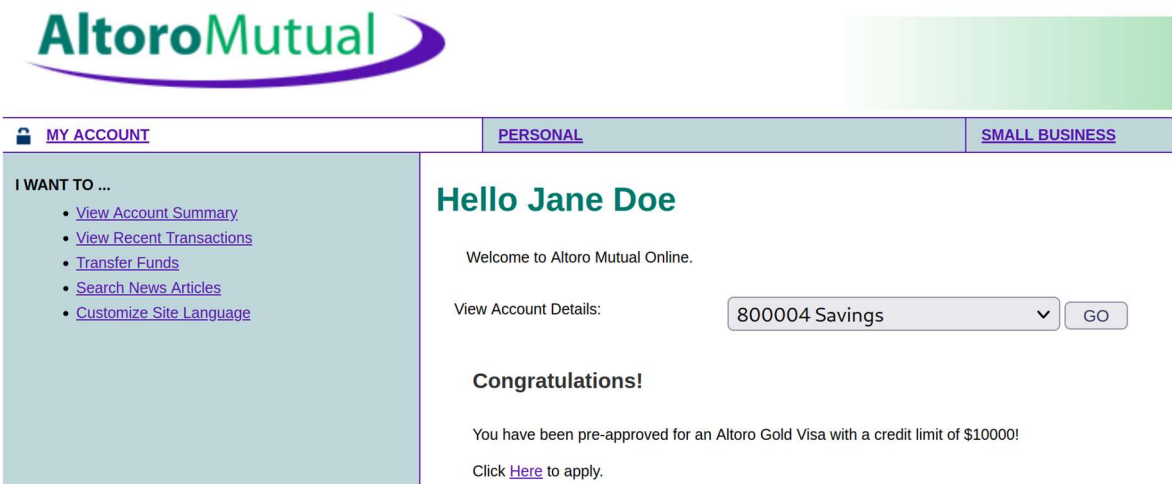 AltoroMutual
MY ACCOUNT
PERSONAL
SMALL BUSINESS
I WANT TO ...
View Account Summary
View Recent Transactions
Transfer Funds
Search News Articles
Customize Site Language
Hello Jane Doe
Welcome to Altoro Mutual Online.
View Account Details:
800004 Savings
GO
Congratulations!
You have been pre-approved for an Altoro Gold Visa with a credit limit of $10000!
Click Here to apply.